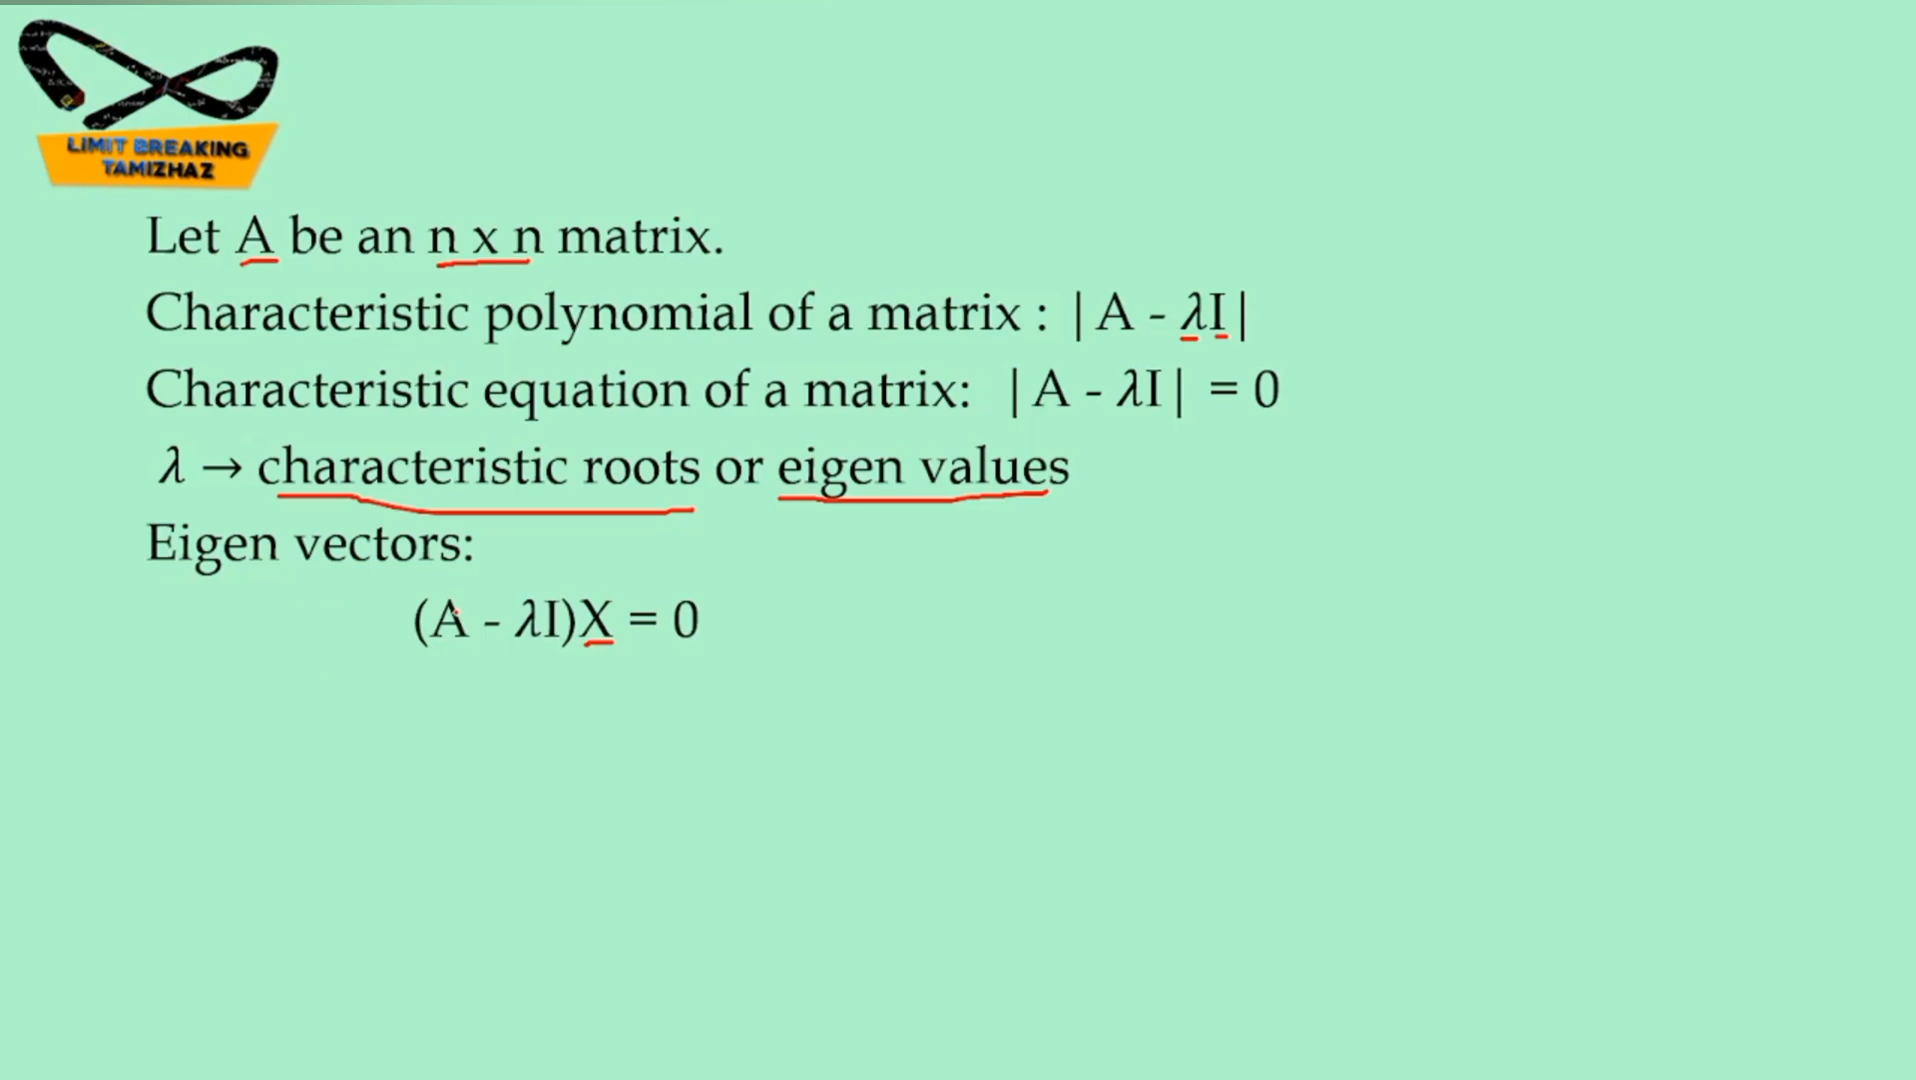 LIMIT BREAKING
TAMIZHAZ
Let A be an n x n matrix.
Characteristic polynomial of a matrix : |A - λI|
Characteristic equation of a matrix: |A - λI| = 0
λ → characteristic roots or eigen values
Eigen vectors:
(A - λI)X = 0